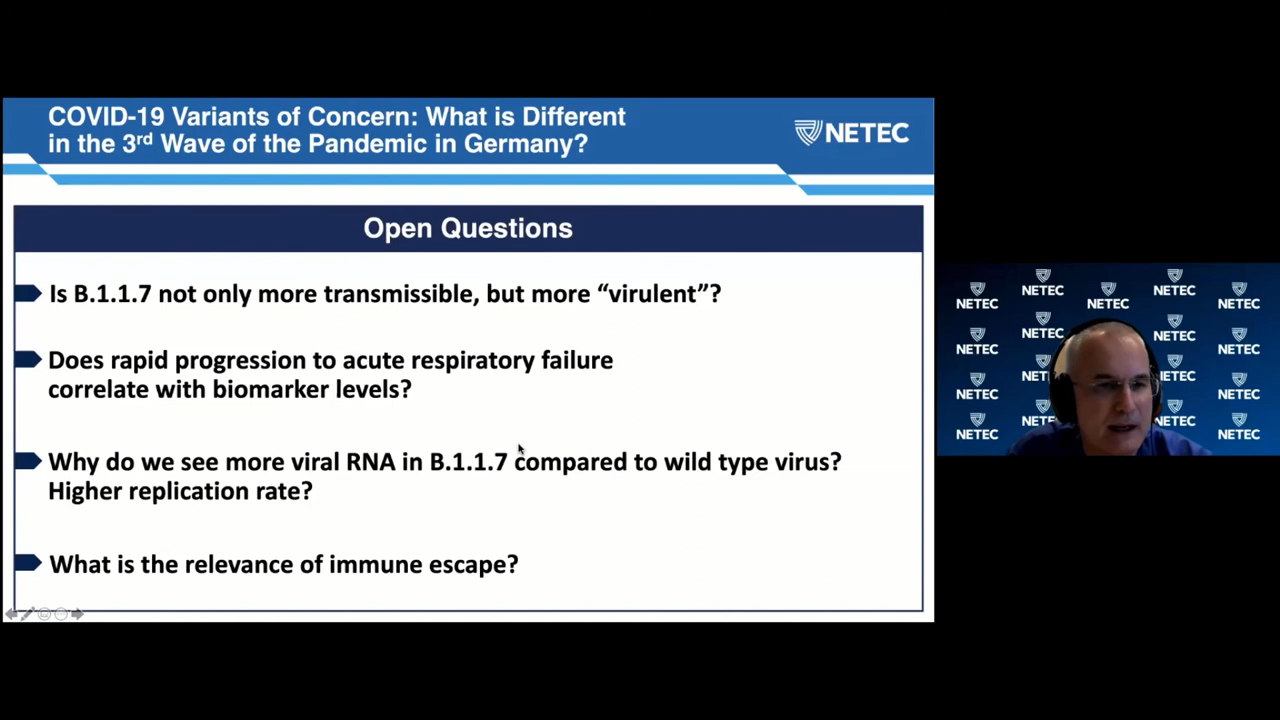 COVID-19 Variants of Concern: What is Different
in the 3rd Wave of the Pandemic in Germany?
NETEC
Open Questions
Is B.1.1.7 not only more transmissible, but more “virulent”?
Does rapid progression to acute respiratory failure
correlate with biomarker levels?
Why do we see more viral RNA in B.1.1.7 compared to wild type virus?
Higher replication rate?
What is the relevance of immune escape?
NETEC NETEC NETEC NETEC NETEC
NETEC NETEC NETEC NETEC
NETEC NETEC NETEC
NETEC NETEC NETEC